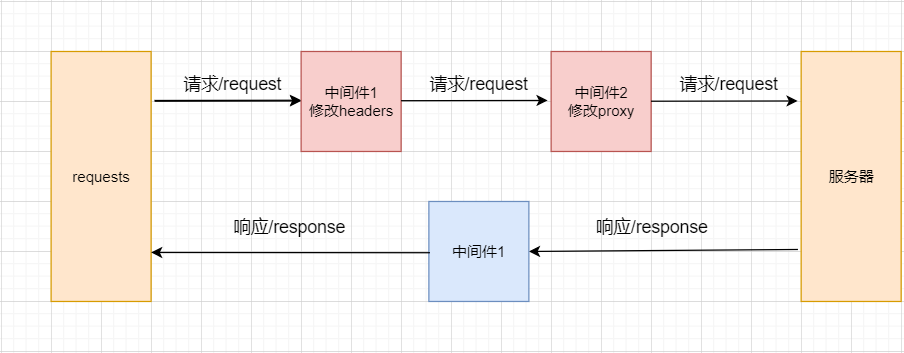 请求/request
请求/request
请求/request
中间件1
修改headers
中间件2
修改proxy
requests
服务器
响应/response
响应/response
中间件1